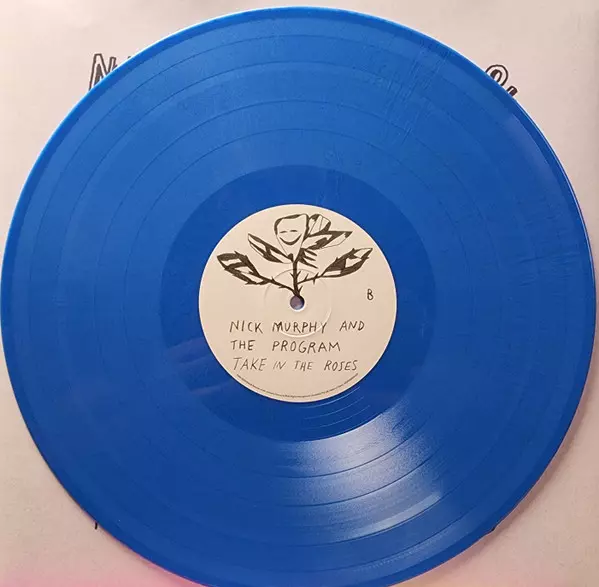 B
NICK MURPHY AND
THE PROGRAM
TAKE IN THE ROSES